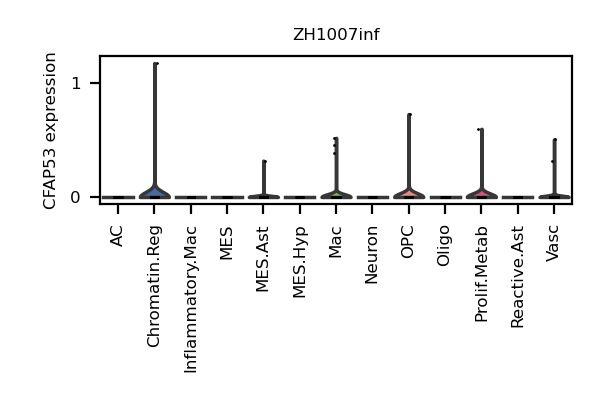 ZH1007inf
CFAP53 expression
1
0
AC
Chromatin.Reg
Inflammatory.Mac
MES
MES.Ast
MES.Hyp
Mac
Neuron
OPC
Oligo
Prolif.Metab
Reactive.Ast
Vasc